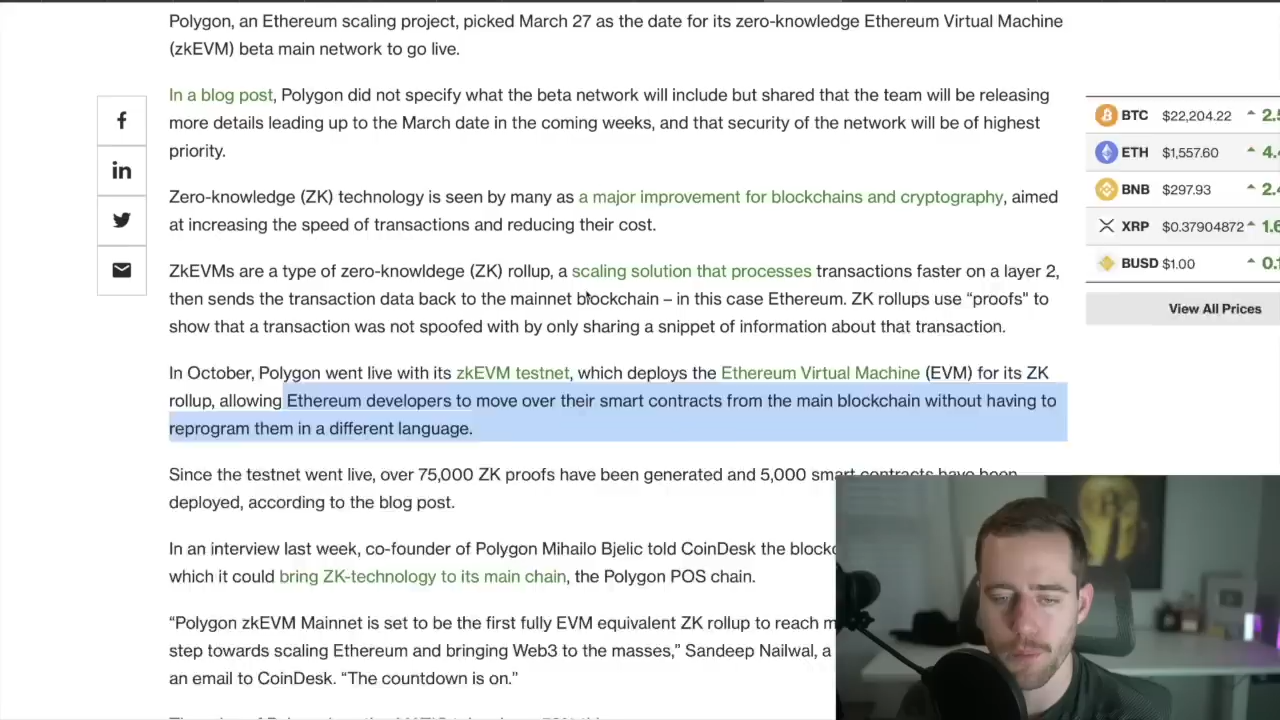 Polygon, an Ethereum scaling project, picked March 27 as the date for its zero-knowledge Ethereum Virtual Machine
(zkEVM) beta main network to go live.
In a blog post, Polygon did not specify what the beta network will include but shared that the team will be releasing
more details leading up to the March date in the coming weeks, and that security of the network will be of highest
priority.
Zero-knowledge (ZK) technology is seen by many as a major improvement for blockchains and cryptography, aimed
at increasing the speed of transactions and reducing their cost.
ZkEVMs are a type of zero-knowldege (ZK) rollup, a scaling solution that processes transactions faster on a layer 2,
then sends the transaction data back to the mainnet blockchain – in this case Ethereum. ZK rollups use “proofs” to
show that a transaction was not spoofed with by only sharing a snippet of information about that transaction.
In October, Polygon went live with its zkEVM testnet, which deploys the Ethereum Virtual Machine (EVM) for its ZK
rollup, allowing Ethereum developers to move over their smart contracts from the main blockchain without having to
reprogram them in a different language.
Since the testnet went live, over 75,000 ZK proofs have been generated and 5,000 smart contracts have been
deployed, according to the blog post.
In an interview last week, co-founder of Polygon Mihailo Bjelic told CoinDesk the
which it could bring ZK-technology to its main chain, the Polygon POS chain.
“Polygon zkEVM Mainnet is set to be the first fully EVM equivalent ZK rollup to reach
step towards scaling Ethereum and bringing Web3 to the masses,” Sandeep Nailwal, a
an email to CoinDesk. “The countdown is on.”
BTC $22,204.22
ETH $1,557.60
BNB $297.93
XRP $0.37904872
BUSD $1.00
View All Prices